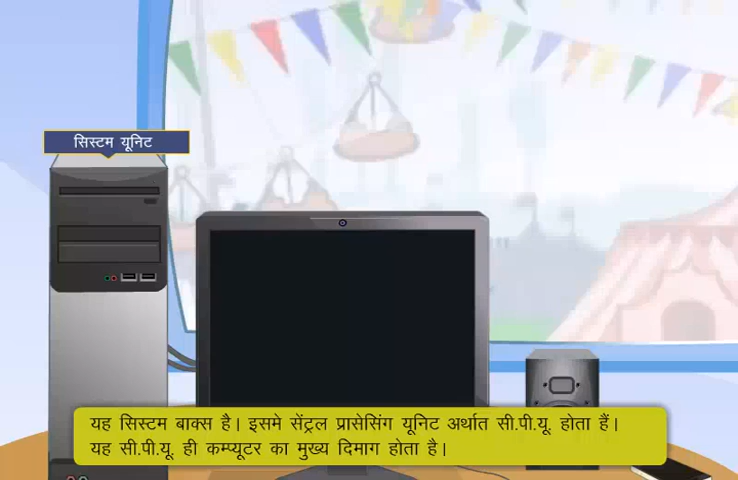 सिस्टम यूनिट
यह सिस्टम बाक्स है। इसमे सेंट्रल प्रासेसिंग यूनिट अर्थात सी.पी.यू. होता हैं।
यह सी.पी.यू. ही कम्प्यूटर का मुख्य दिमाग होता है।